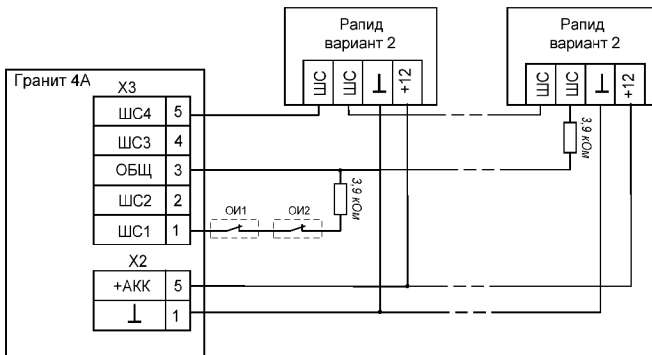 Рапид
вариант 2
ШС
ШС
⊥
+12
Рапид
вариант 2
ШС
ШС
⊥
+12
Гранит 4А
X3
ШС4 5
ШС3 4
ОБЩ 3
ШС2 2
ШС1 1
ОИ1
ОИ2
3,9 кОм
3,9 кОм
X2
+АКК 5
⊥ 1